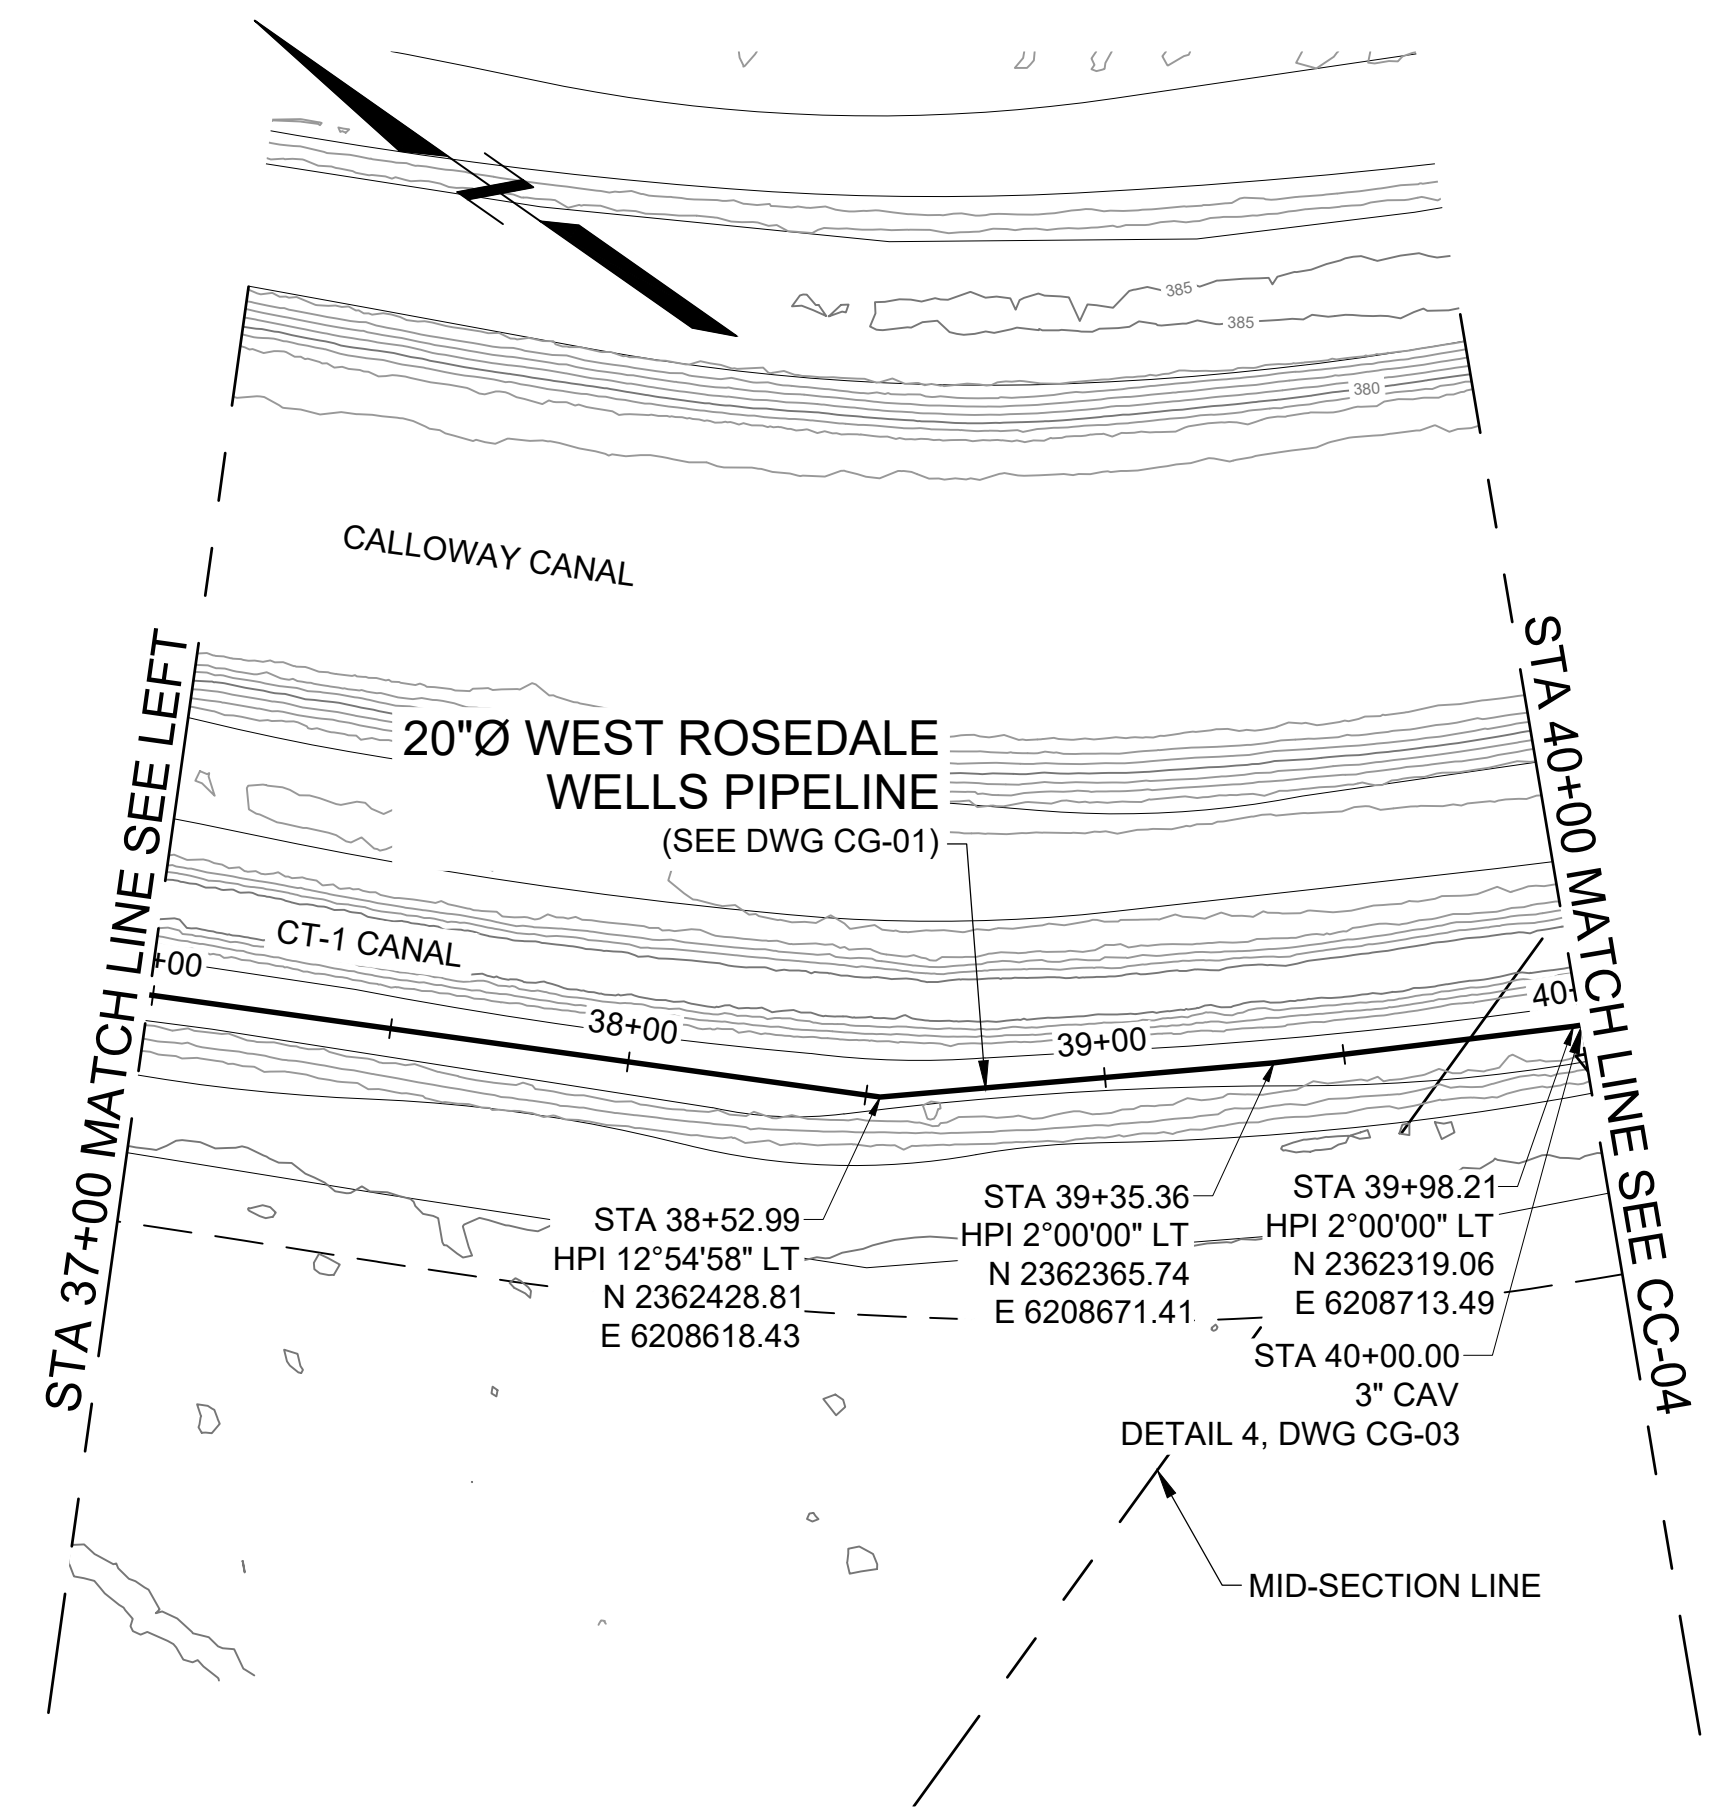 385
385
380
CALLOWAY CANAL
STA 37+00 MATCH LINE SEE LEFT
STA 40+00 MATCH LINE SEE CC-04
20"Ø WEST ROSEDALE
WELLS PIPELINE
(SEE DWG CG-01)
CT-1 CANAL
+00
38+00
39+00
40+
STA 38+52.99
HPI 12°54'58" LT
N 2362428.81
E 6208618.43
STA 39+35.36
HPI 2°00'00" LT
N 2362365.74
E 6208671.41
STA 39+98.21
HPI 2°00'00" LT
N 2362319.06
E 6208713.49
STA 40+00.00
3" CAV
DETAIL 4, DWG CG-03
MID-SECTION LINE